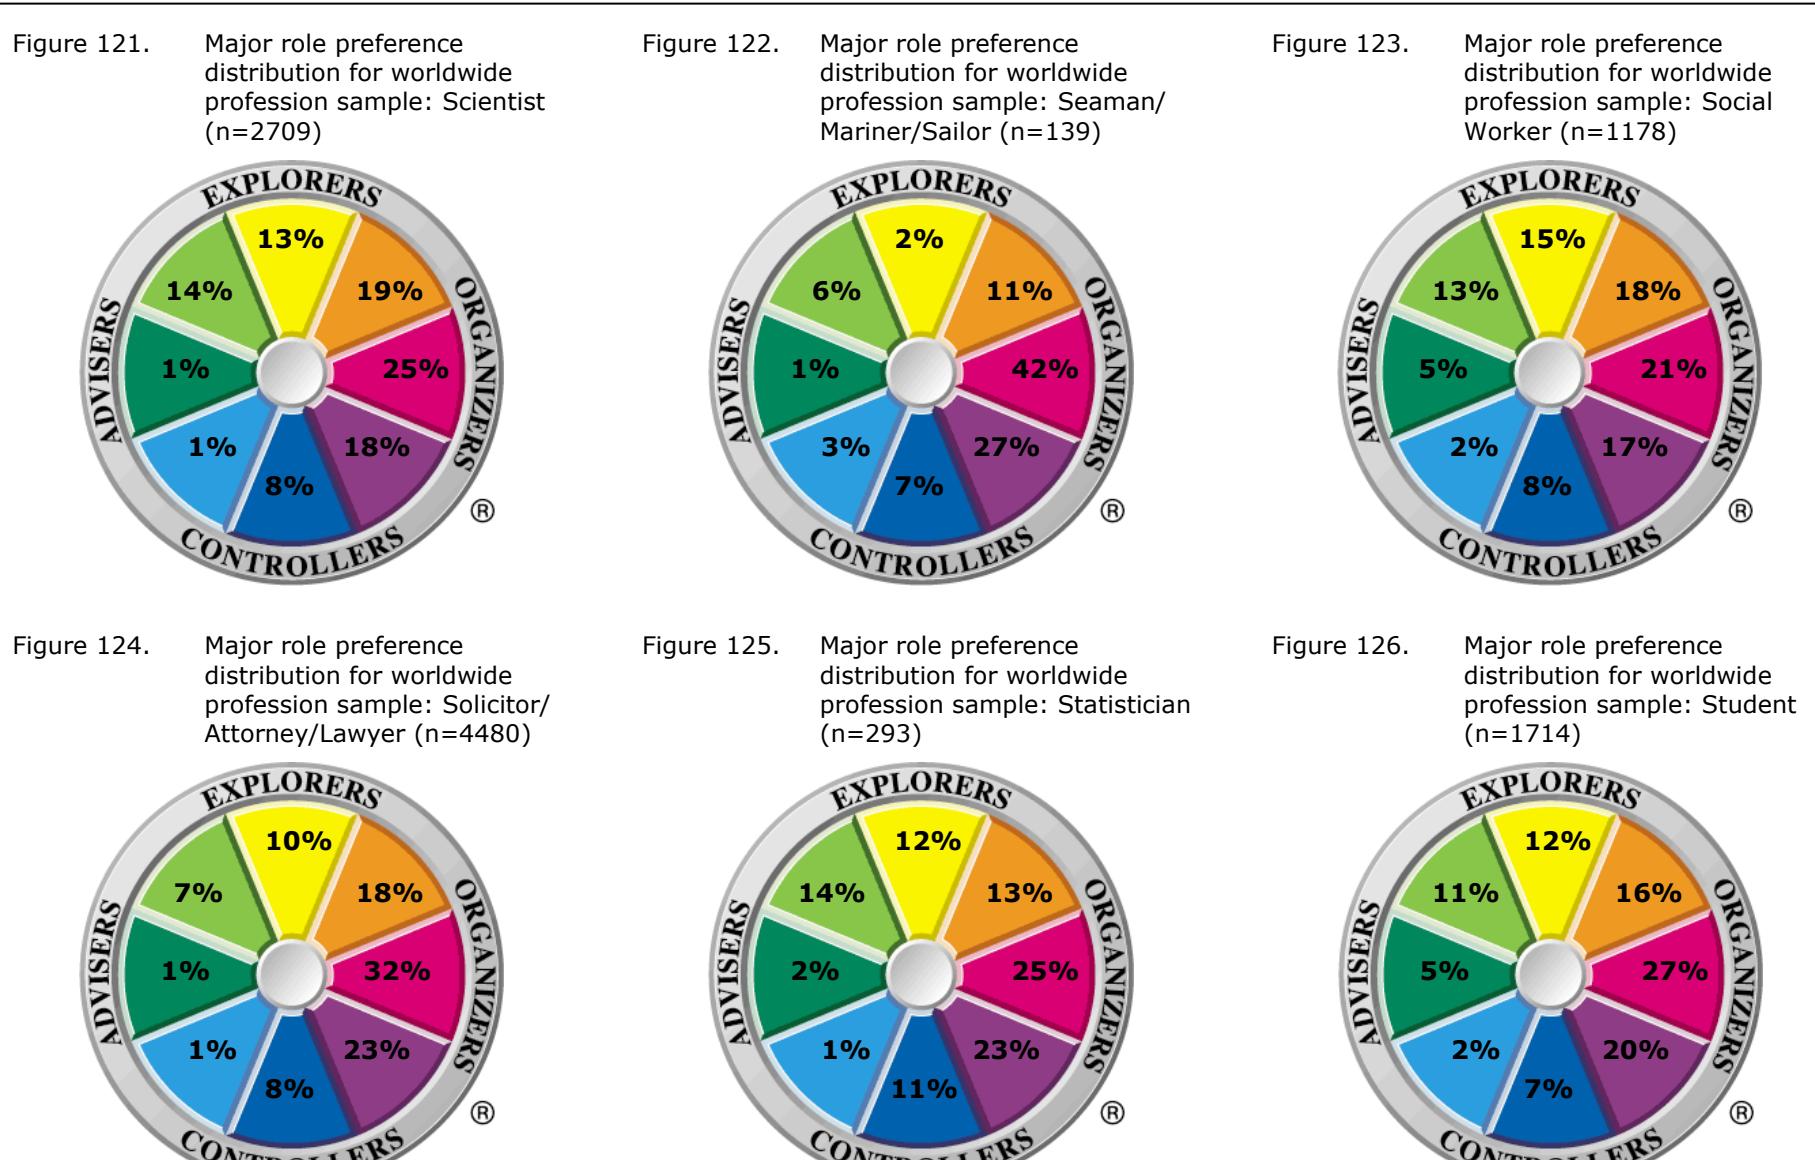 Figure 121. Major role preference
distribution for worldwide
profession sample: Scientist
(n=2709)
EXPLORERS
ORGANIZERS
CONTROLLERS
ADVISERS
13%
19%
25%
18%
8%
1%
1%
14%
®
Figure 122. Major role preference
distribution for worldwide
profession sample: Seaman/
Mariner/Sailor (n=139)
EXPLORERS
ORGANIZERS
CONTROLLERS
ADVISERS
2%
11%
42%
27%
7%
3%
1%
6%
®
Figure 123. Major role preference
distribution for worldwide
profession sample: Social
Worker (n=1178)
EXPLORERS
ORGANIZERS
CONTROLLERS
ADVISERS
15%
18%
21%
17%
8%
2%
5%
13%
®
Figure 124. Major role preference
distribution for worldwide
profession sample: Solicitor/
Attorney/Lawyer (n=4480)
EXPLORERS
ORGANIZERS
CONTROLLERS
ADVISERS
10%
18%
32%
23%
8%
1%
1%
7%
®
Figure 125. Major role preference
distribution for worldwide
profession sample: Statistician
(n=293)
EXPLORERS
ORGANIZERS
CONTROLLERS
ADVISERS
12%
13%
25%
23%
11%
1%
2%
14%
®
Figure 126. Major role preference
distribution for worldwide
profession sample: Student
(n=1714)
EXPLORERS
ORGANIZERS
CONTROLLERS
ADVISERS
12%
16%
27%
20%
7%
2%
5%
11%
®